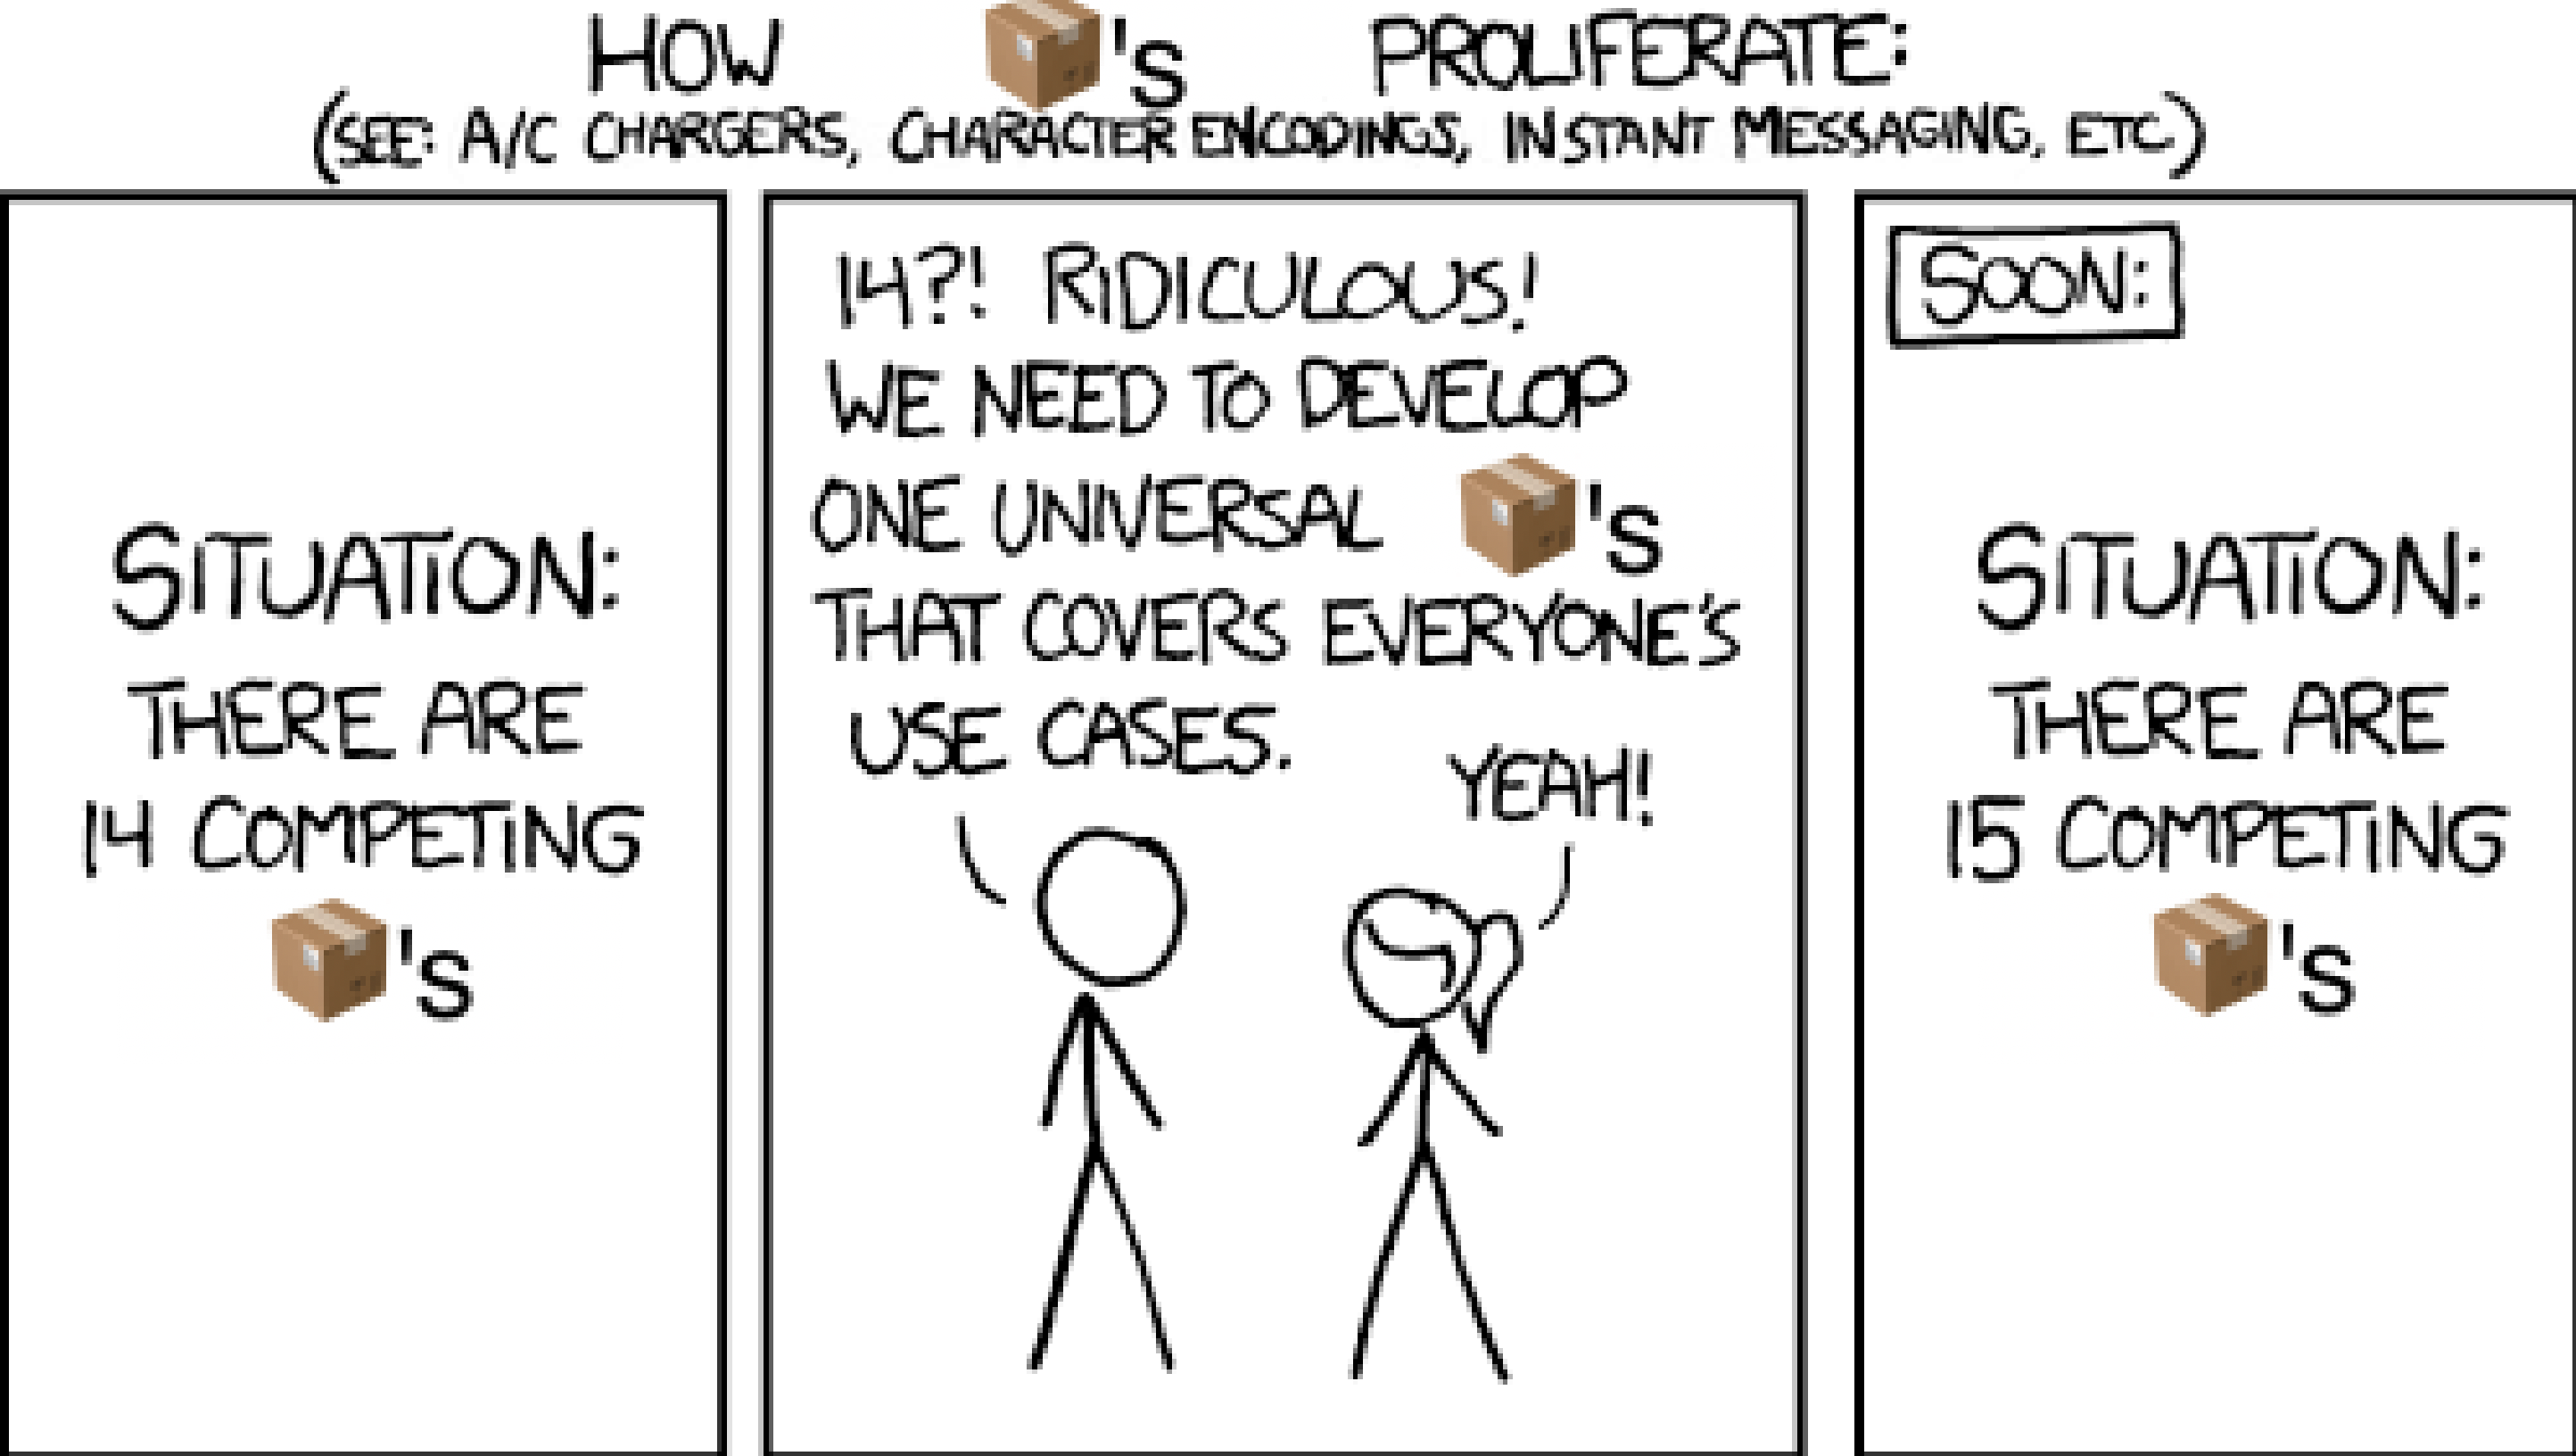 HOW 📦's PROLIFERATE:
(SEE: A/C CHARGERS, CHARACTER ENCODINGS, INSTANT MESSAGING, ETC)
SITUATION:
THERE ARE
14 COMPETING
📦's
14?! RIDICULOUS!
WE NEED TO DEVELOP
ONE UNIVERSAL 📦's
THAT COVERS EVERYONE'S
USE CASES.
YEAH!
SOON:
SITUATION:
THERE ARE
15 COMPETING
📦's